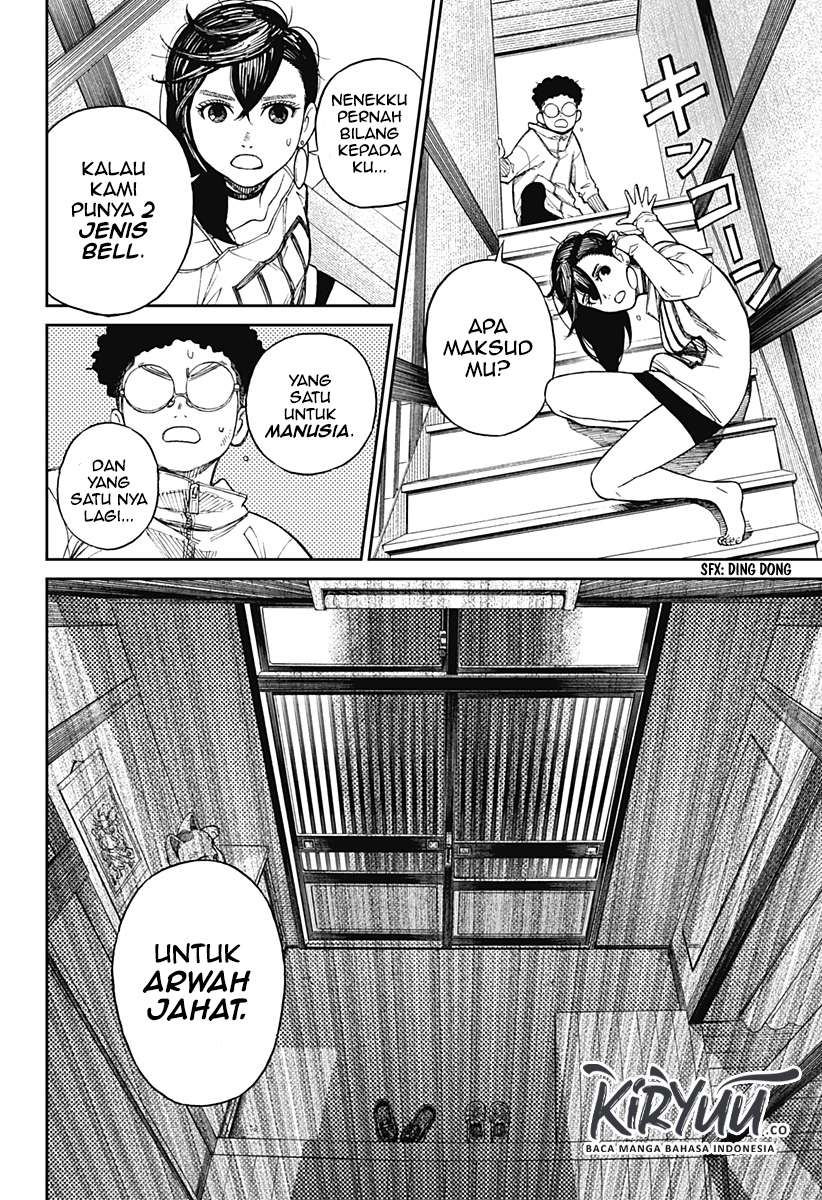 キンコーン
APA
MAKSUD
MU?
SFX: DING DONG
NENEKKU
PERNAH
BILANG
KEPADA
KU...
KALAU
KAMI
PUNYA 2
JENIS
BELL.
YANG
SATU
UNTUK
MANUSIA.
DAN
YANG
SATU NYA
LAGI...
UNTUK
ARWAH
JAHAT.
KIRYUU.CO
BACA MANGA BAHASA INDONESIA